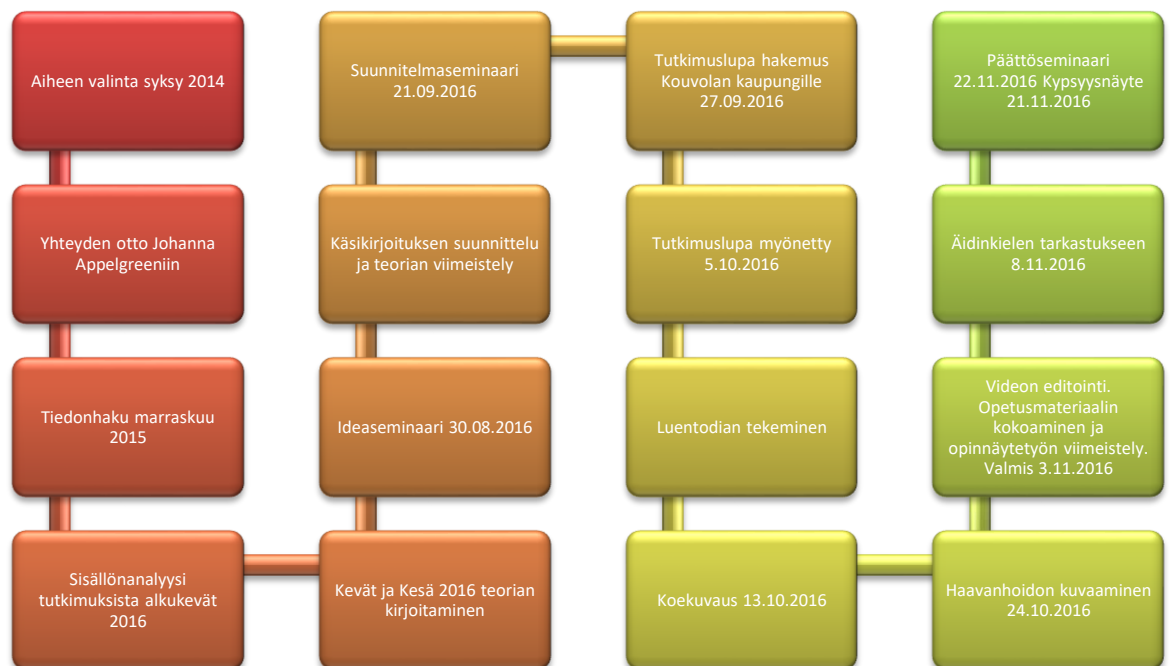 Aiheen valinta syksy 2014
Yhteyden otto Johanna
Appelgreeniin
Tiedonhaku marraskuu
2015
Sisällönanalyysi
tutkimuksista alkukevät
2016
Kevät ja Kesä 2016 teorian
kirjoitaminen
Ideaseminaari 30.08.2016
Käsikirjoituksen suunnittelu
ja teorian viimeistely
Suunnitelmaseminaari
21.09.2016
Tutkimuslupa hakemus
Kouvolan kaupungille
27.09.2016
Tutkimuslupa myönetty
5.10.2016
Luentodian tekeminen
Koekuvaus 13.10.2016
Haavanhoidon kuvaaminen
24.10.2016
Videon editointi.
Opetusmateriaalin
kokoaminen ja
opinnäytetyön viimeistely.
Valmis 3.11.2016
Äidinkielen tarkastukseen
8.11.2016
Päättöseminaari
22.11.2016 Kypsyysnäyte
21.11.2016